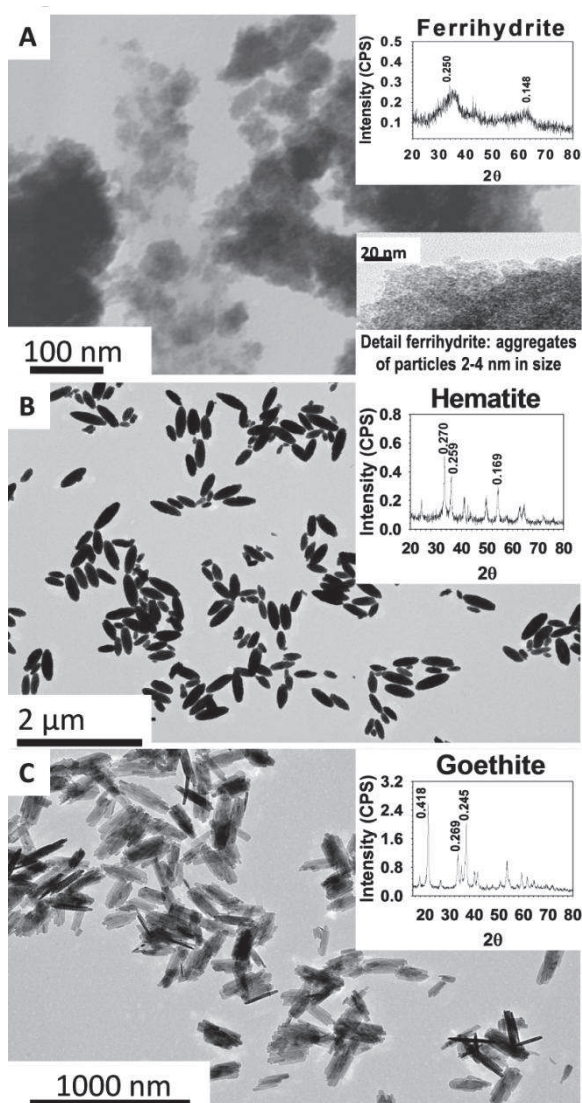 A
Ferrihydrite
Intensity (CPS)
0.5
0.4
0.3
0.2
0.1
0.250
0.148
20 30 40 50 60 70 80
2θ
20 nm
Detail ferrihydrite: aggregates
of particles 2-4 nm in size
100 nm
B
Hematite
Intensity (CPS)
0.8
0.6
0.4
0.2
0.0
0.270
0.259
0.169
20 30 40 50 60 70 80
2θ
2 µm
C
Goethite
Intensity (CPS)
3.2
2.4
1.6
0.8
0.0
0.418
0.269
0.245
20 30 40 50 60 70 80
2θ
1000 nm